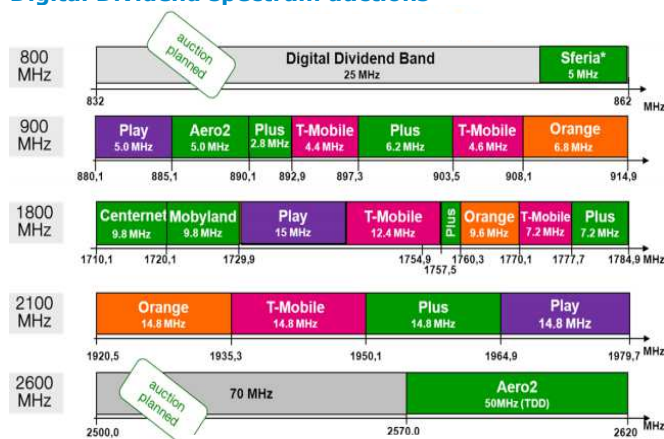 Digital Dividend spectrum auctions
800
MHz
auction
planned
Digital Dividend Band
25 MHz
Sferia*
5 MHz
832
862
MHz
900
MHz
Play
5.0 MHz
Aero2
5.0 MHz
Plus
2.8 MHz
T-Mobile
4.4 MHz
Plus
6.2 MHz
T-Mobile
4.6 MHz
Orange
6.8 MHz
880,1
885,1
890,1
892,9
897,3
903,5
908,1
914,9
MHz
1800
MHz
Centernet
9.8 MHz
Mobyland
9.8 MHz
Play
15 MHz
T-Mobile
12.4 MHz
Plus
Orange
9.6 MHz
T-Mobile
7.2 MHz
Plus
7.2 MHz
1710,1
1720,1
1729,9
1754,9
1757,5
1760,3
1770,1
1777,7
1784,9 MHz
2100
MHz
Orange
14.8 MHz
T-Mobile
14.8 MHz
Plus
14.8 MHz
Play
14.8 MHz
1920,5
1935,3
1950,1
1964,9
1979,7
MHz
2600
MHz
auction
planned
70 MHz
Aero2
50MHz (TDD)
2500,0
2570.0
2620
MHz